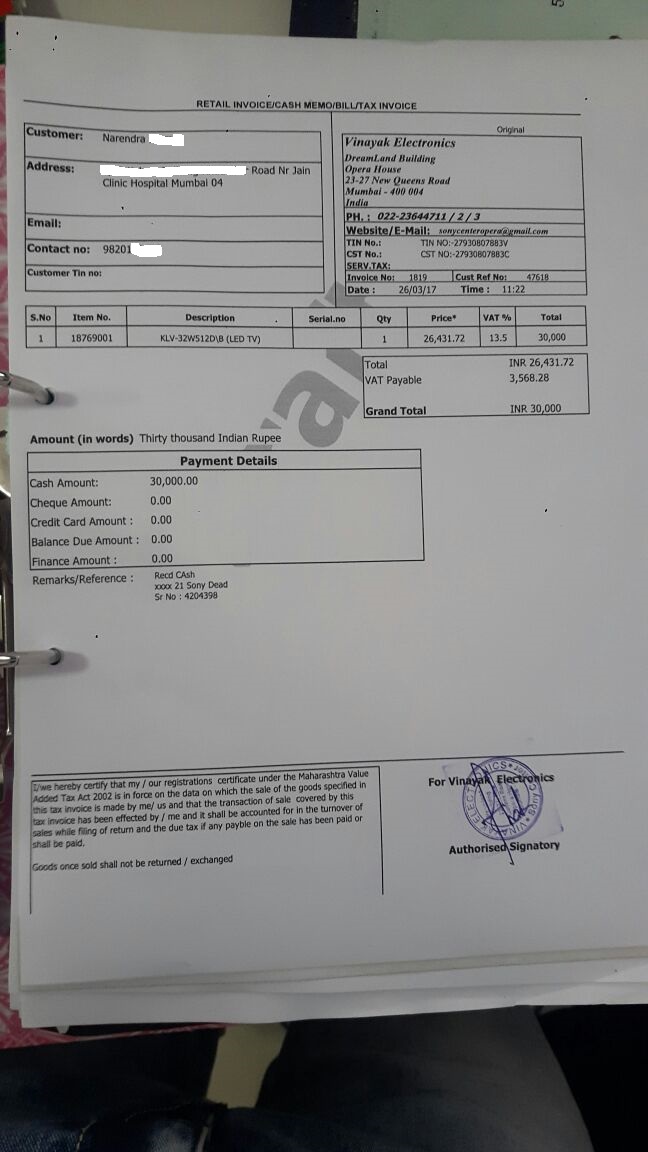 RETAIL INVOICE/CASH MEMO/BILL/TAX INVOICE
Original
Customer: Narendra
Address: Road Nr Jain
Clinic Hospital Mumbai 04
Email:
Contact no: 98201
Customer Tin no:
Vinayak Electronics
DreamLand Building
Opera House
23-27 New Queens Road
Mumbai - 400 004
India
PH. : 022-23644711 / 2 / 3
Website/E-Mail: sonycenteropera@gmail.com
TIN No.: TIN NO:-27930807883V
CST No.: CST NO:-27930807883C
SERV.TAX:
Invoice No: 1819 Cust Ref No: 47618
Date : 26/03/17 Time : 11:22
S.No Item No. Description Serial.no Qty Price* VAT % Total
1 18769001 KLV-32W512D\B (LED TV) 1 26,431.72 13.5 30,000
Total INR 26,431.72
VAT Payable 3,568.28
Grand Total INR 30,000
Amount (in words) Thirty thousand Indian Rupee
Payment Details
Cash Amount: 30,000.00
Cheque Amount: 0.00
Credit Card Amount : 0.00
Balance Due Amount : 0.00
Finance Amount : 0.00
Remarks/Reference : Recd CAsh
xxxx 21 Sony Dead
Sr No : 4204398
I/we hereby certify that my / our registrations certificate under the Maharashtra Value
Added Tax Act 2002 is in force on the data on which the sale of the goods specified in
this tax invoice is made by me/ us and that the transaction of sale covered by this
tax invoice has been effected by / me and it shall be accounted for in the turnover of
sales while filing of return and the due tax if any payble on the sale has been paid or
shall be paid.
Goods once sold shall not be returned / exchanged
For Vinayak Electronics
Authorised Signatory